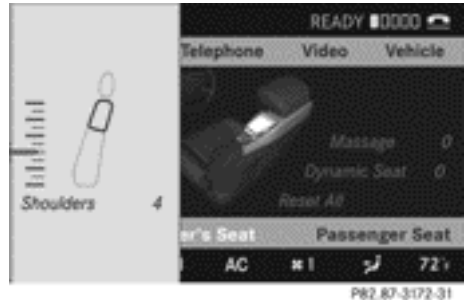 READY
Telephone Video Vehicle
Massage 0
Dynamic Seat 0
Shoulders 4
Reset All
er's Seat Passenger Seat
AC 1 72°F
P82.87-3172-31